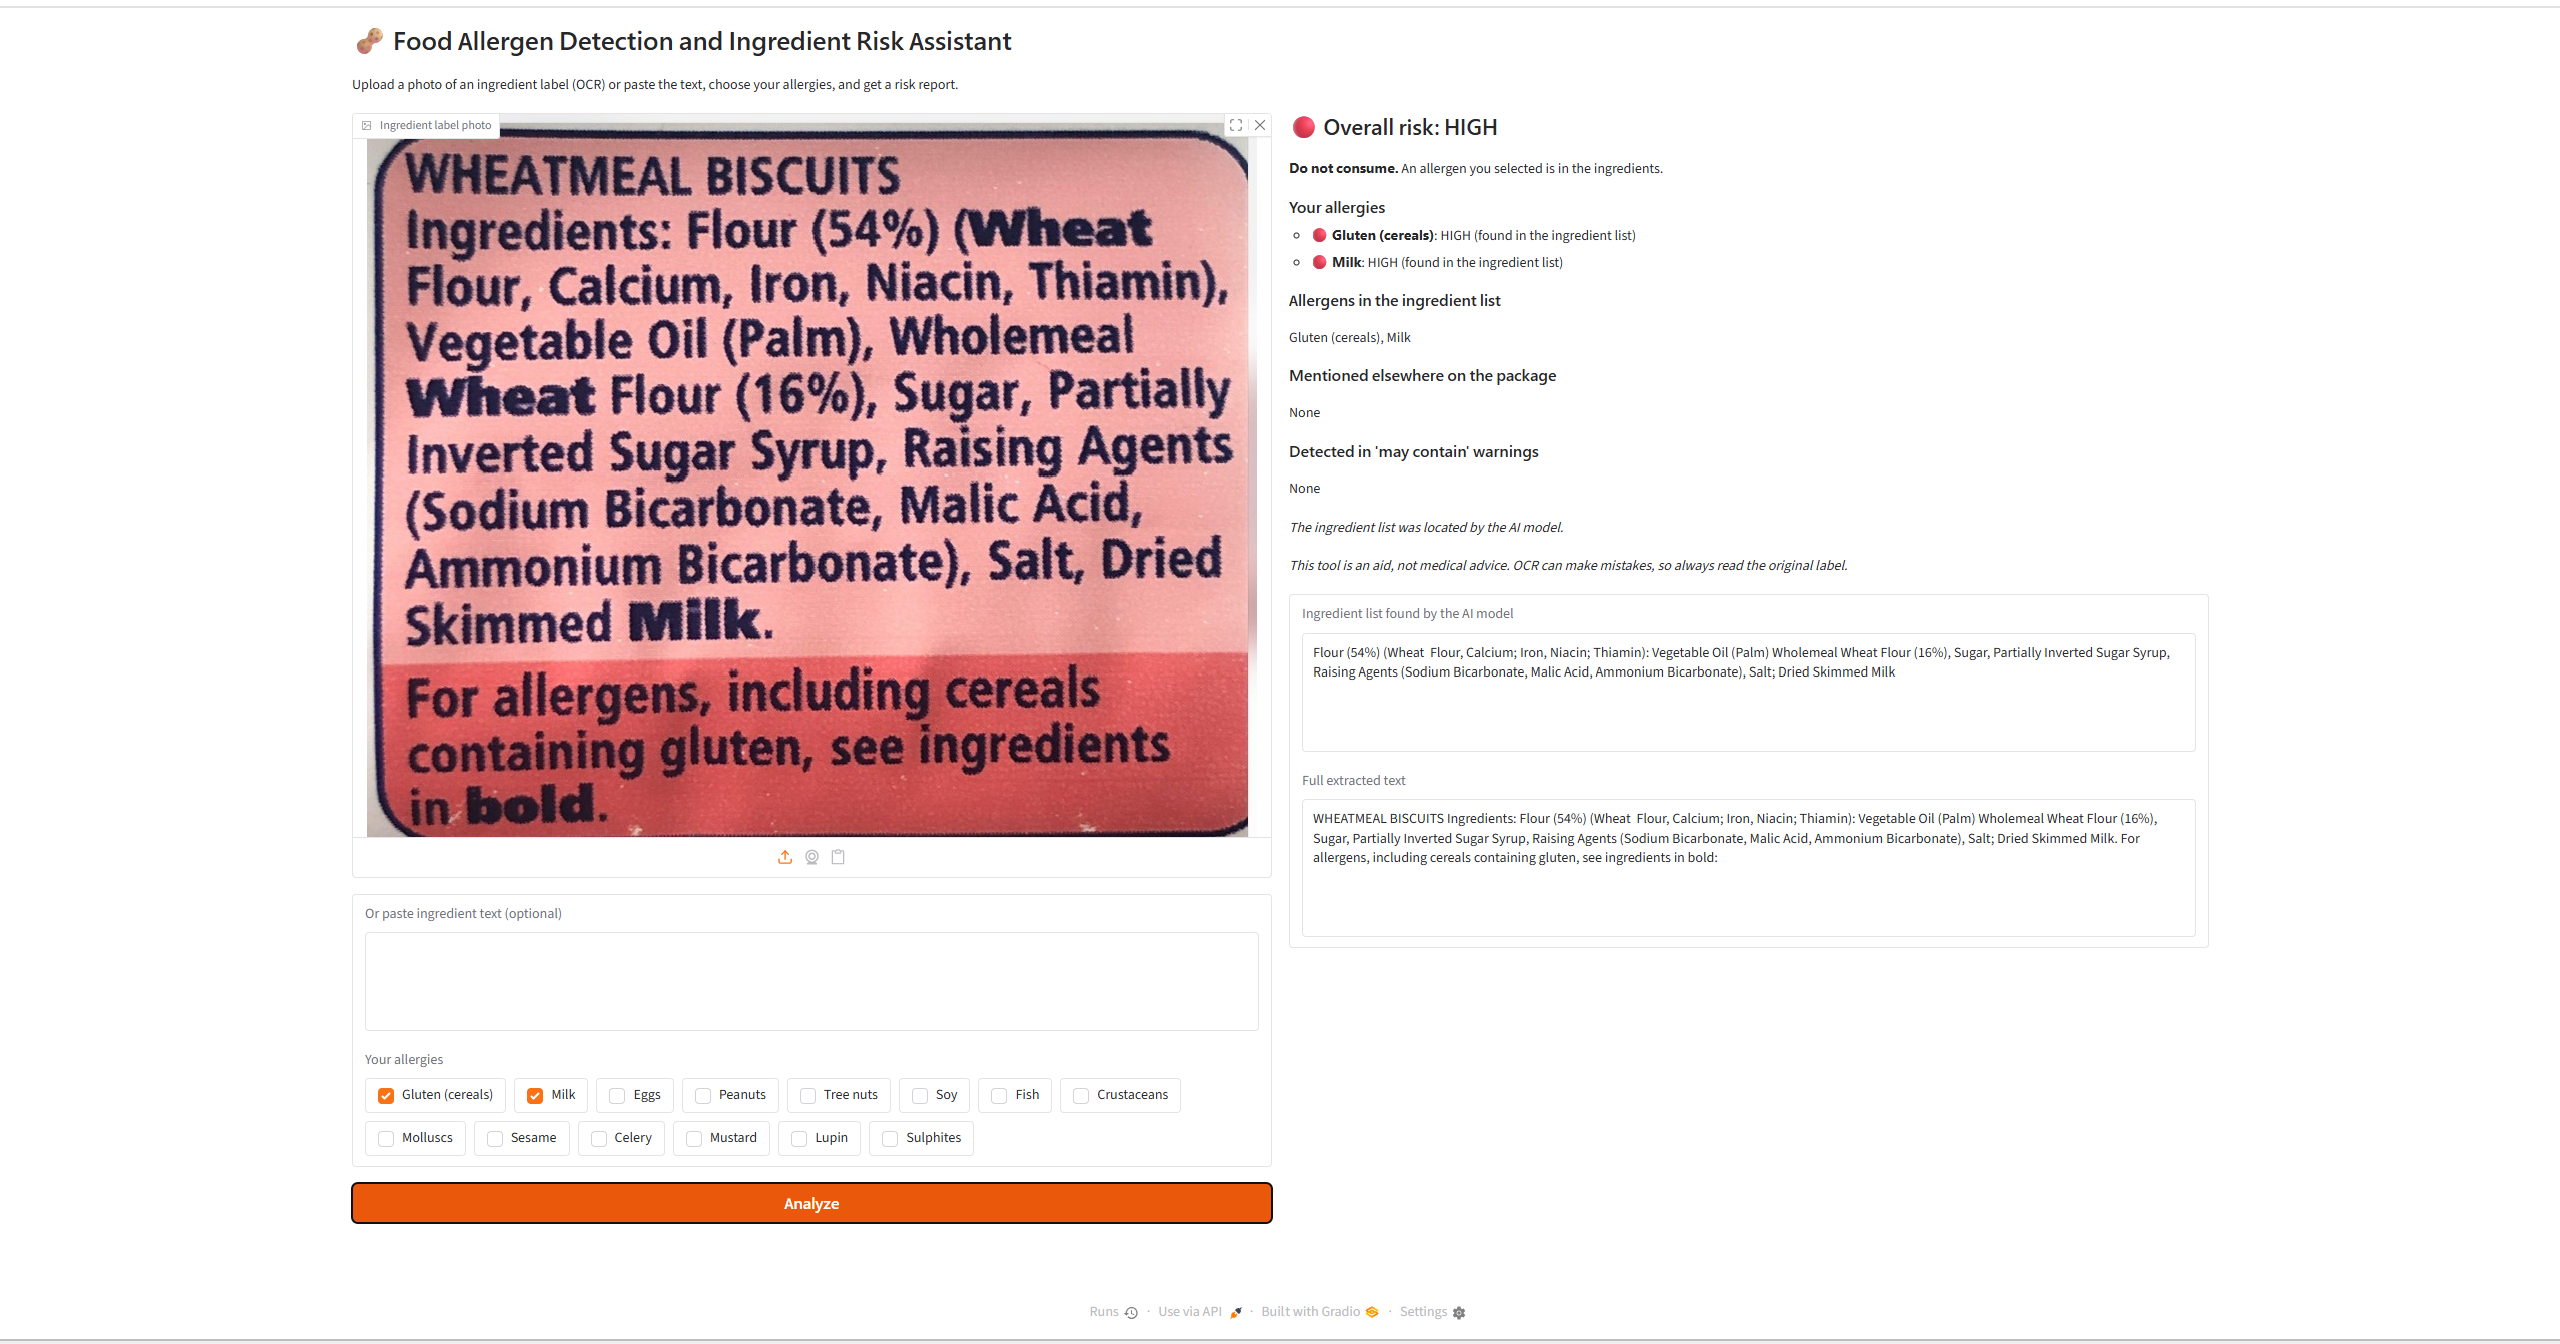 Food Allergen Detection and Ingredient Risk Assistant
Upload a photo of an ingredient label (OCR) or paste the text, choose your allergies, and get a risk report.
Ingredient label photo
WHEATMEAL BISCUITS
Ingredients: Flour (54%) (Wheat
Flour, Calcium, Iron, Niacin, Thiamin),
Vegetable Oil (Palm), Wholemeal
Wheat Flour (16%), Sugar, Partially
Inverted Sugar Syrup, Raising Agents
(Sodium Bicarbonate, Malic Acid,
Ammonium Bicarbonate), Salt, Dried
Skimmed Milk.
For allergens, including cereals
containing gluten, see ingredients
in bold.
Or paste ingredient text (optional)
Your allergies
Gluten (cereals) Milk Eggs Peanuts Tree nuts Soy Fish Crustaceans
Molluscs Sesame Celery Mustard Lupin Sulphites
Analyze
Overall risk: HIGH
Do not consume. An allergen you selected is in the ingredients.
Your allergies
Gluten (cereals): HIGH (found in the ingredient list)
Milk: HIGH (found in the ingredient list)
Allergens in the ingredient list
Gluten (cereals), Milk
Mentioned elsewhere on the package
None
Detected in 'may contain' warnings
None
The ingredient list was located by the AI model.
This tool is an aid, not medical advice. OCR can make mistakes, so always read the original label.
Ingredient list found by the AI model
Flour (54%) (Wheat  Flour, Calcium; Iron, Niacin; Thiamin): Vegetable Oil (Palm) Wholemeal Wheat Flour (16%), Sugar, Partially Inverted Sugar Syrup,
Raising Agents (Sodium Bicarbonate, Malic Acid, Ammonium Bicarbonate), Salt; Dried Skimmed Milk
Full extracted text
WHEATMEAL BISCUITS Ingredients: Flour (54%) (Wheat  Flour, Calcium; Iron, Niacin; Thiamin): Vegetable Oil (Palm) Wholemeal Wheat Flour (16%),
Sugar, Partially Inverted Sugar Syrup, Raising Agents (Sodium Bicarbonate, Malic Acid, Ammonium Bicarbonate), Salt; Dried Skimmed Milk. For
allergens, including cereals containing gluten, see ingredients in bold:
Runs · Use via API · Built with Gradio · Settings